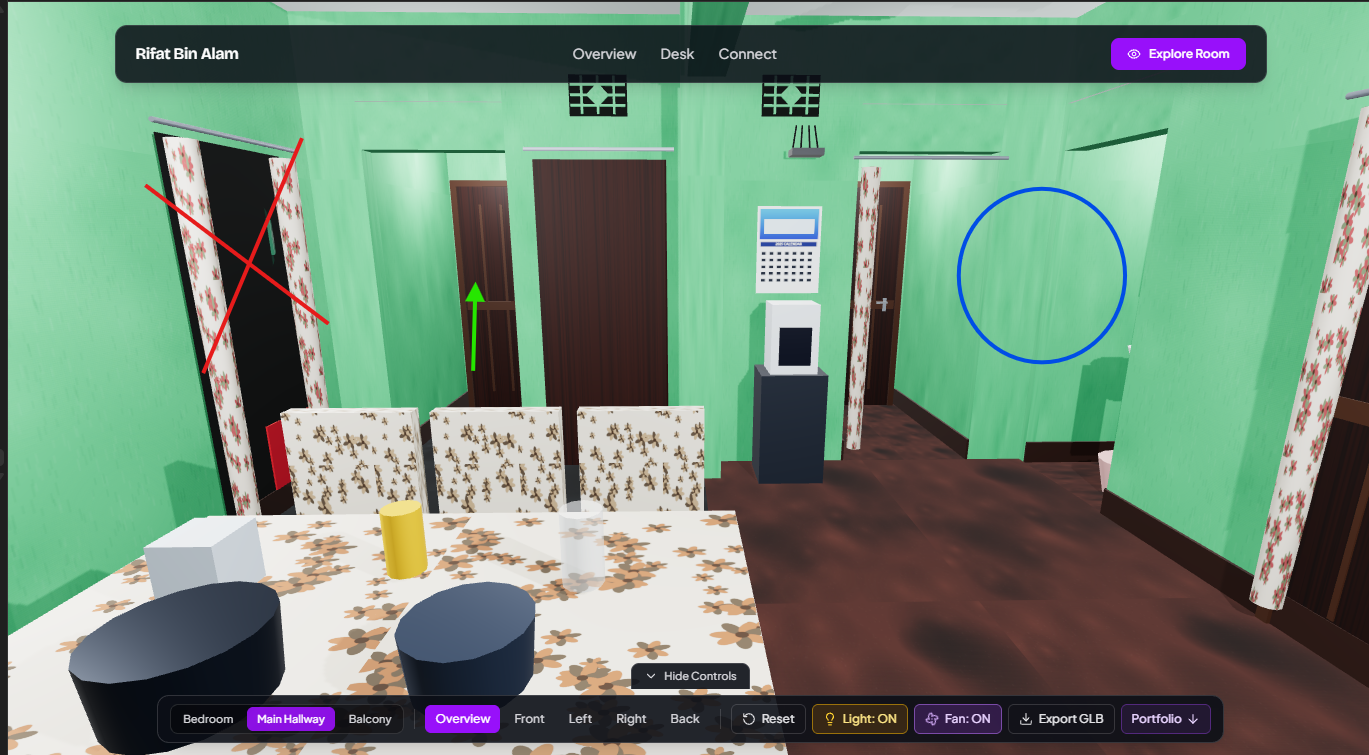 Rifat Bin Alam
Overview Desk Connect
Explore Room
Hide Controls
Bedroom Main Hallway Balcony Overview Front Left Right Back Reset Light: ON Fan: ON Export GLB Portfolio ↓